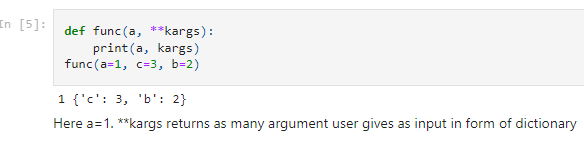 In [5]:
def func(a, **kargs):
    print(a, kargs)
func(a=1, c=3, b=2)
1 {'c': 3, 'b': 2}
Here a=1. **kargs returns as many argument user gives as input in form of dictionary